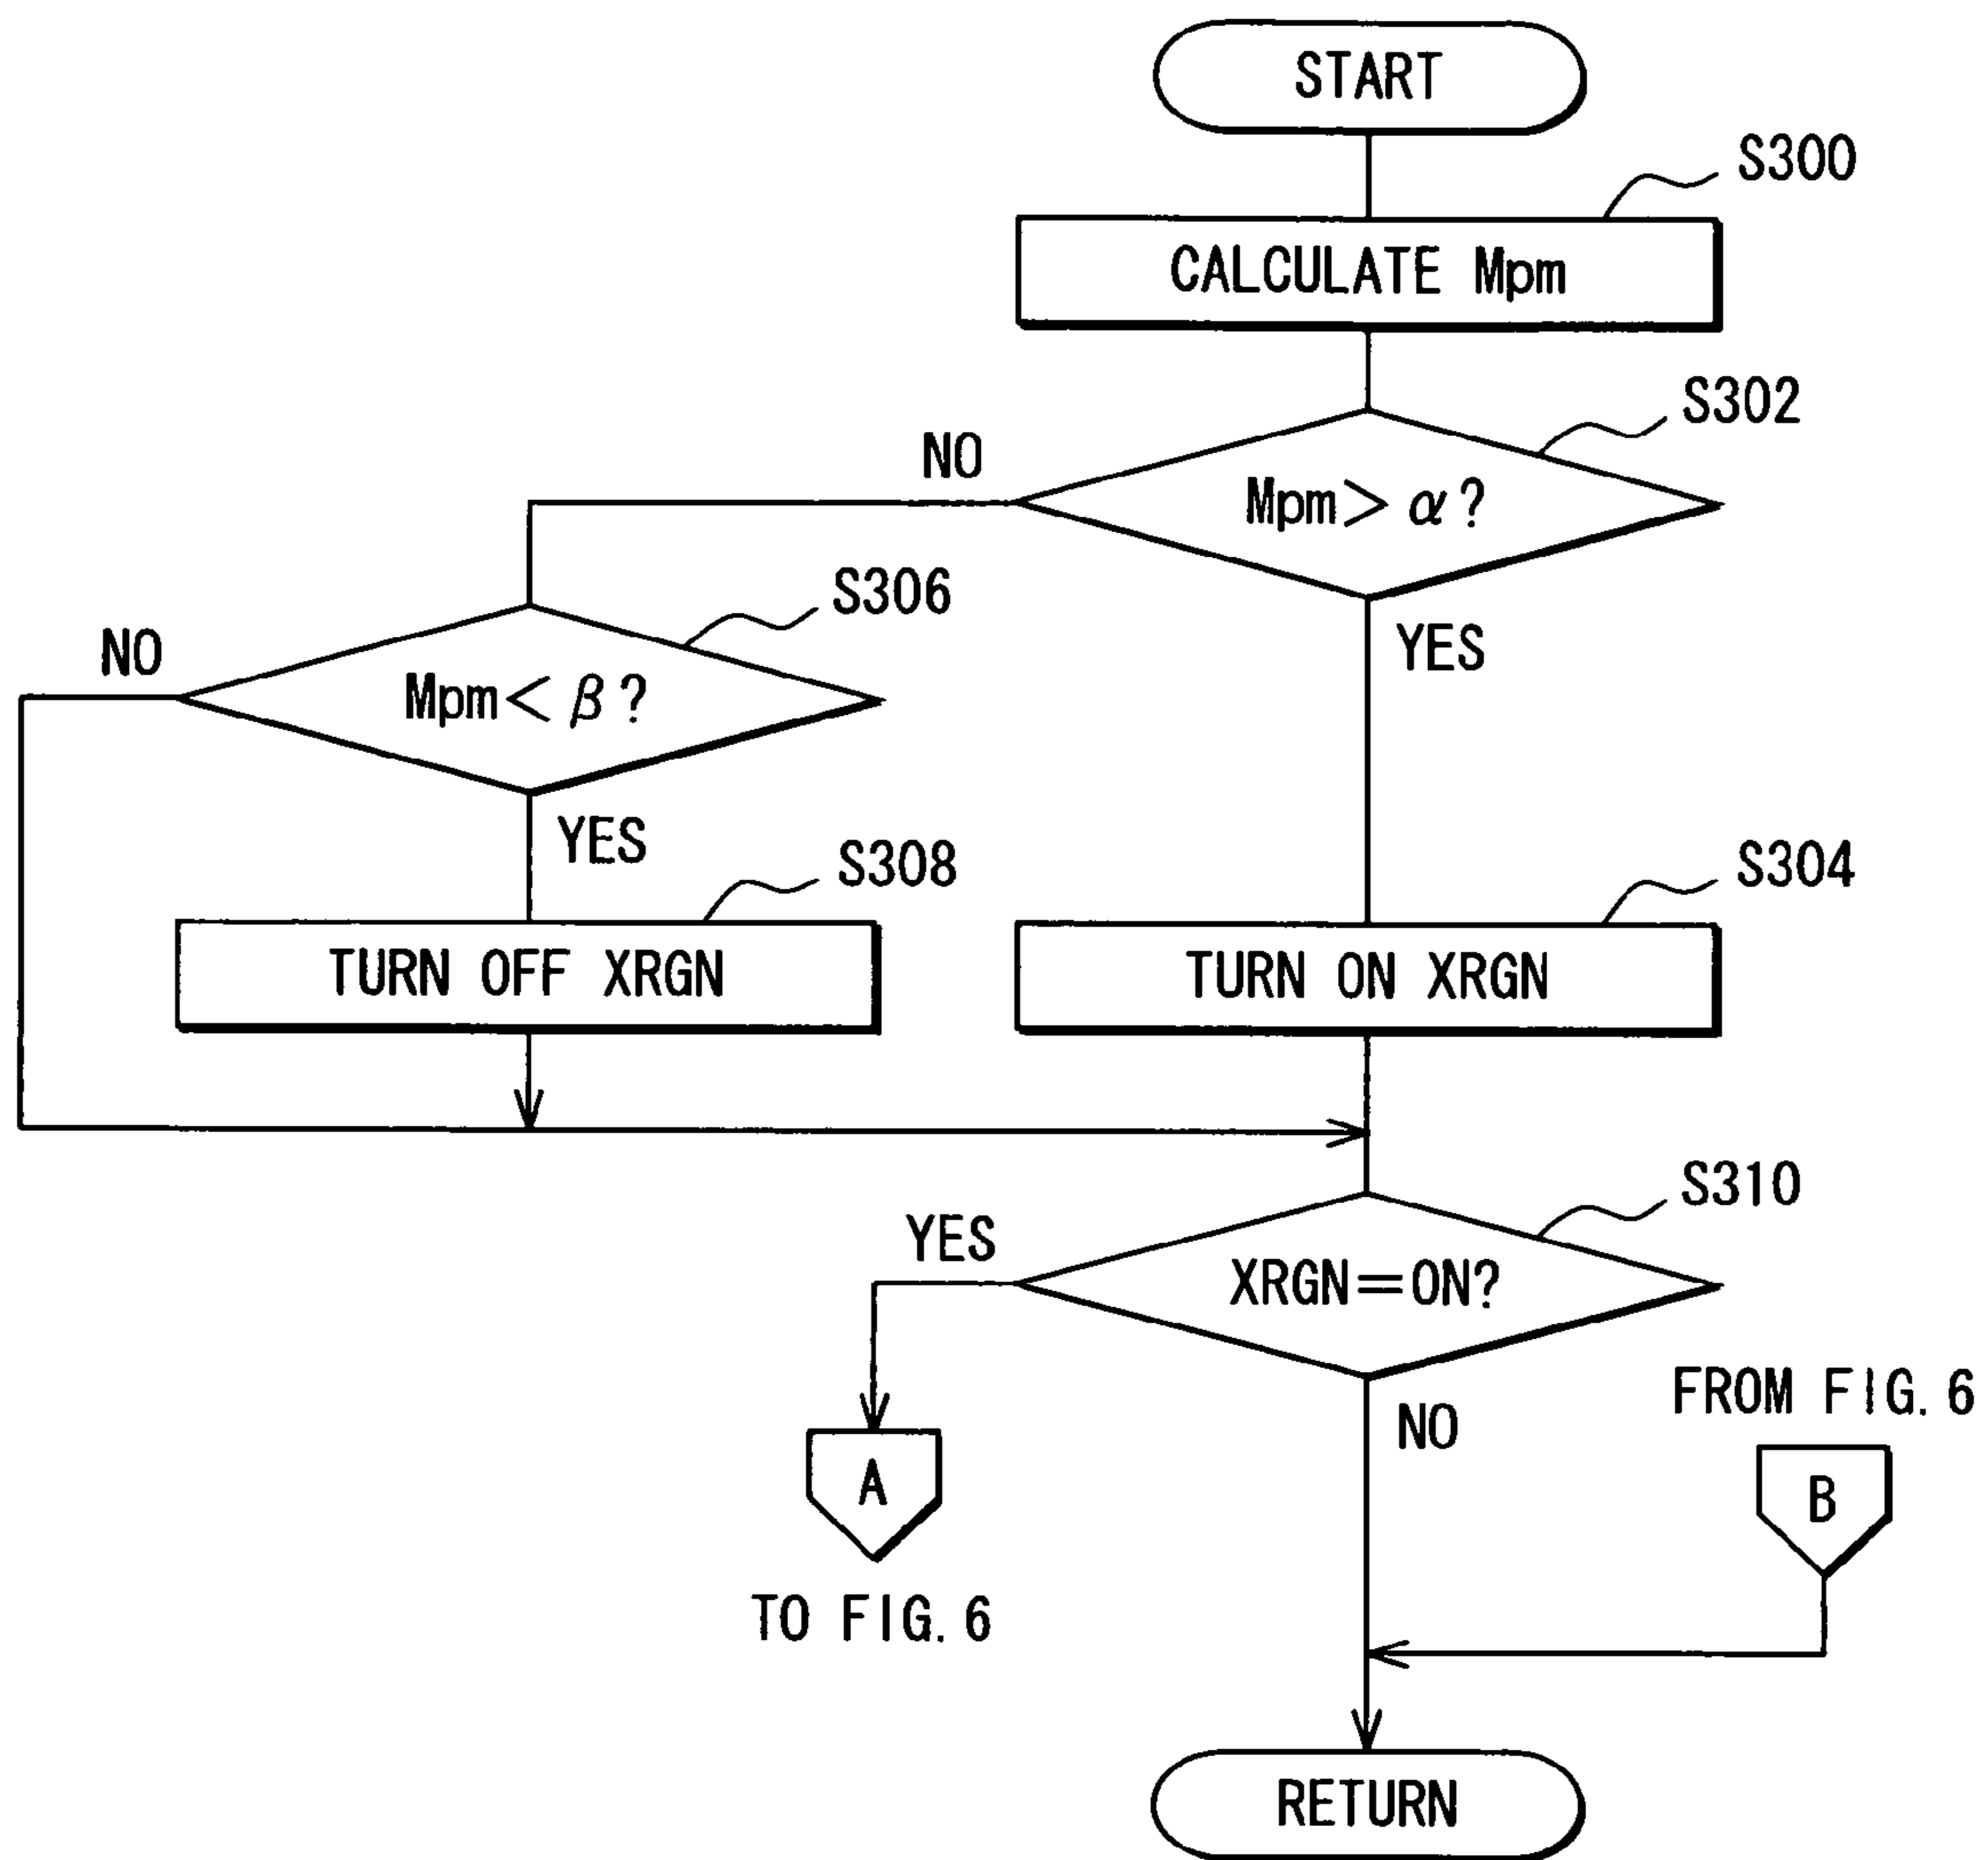 START
S300
CALCULATE Mpm
S302
NO
Mpm> α?
S306
YES
NO
Mpm< β?
YES
S308
S304
TURN OFF XRGN
TURN ON XRGN
S310
YES
XRGN=ON?
FROM FIG. 6
NO
A
B
TO FIG. 6
RETURN